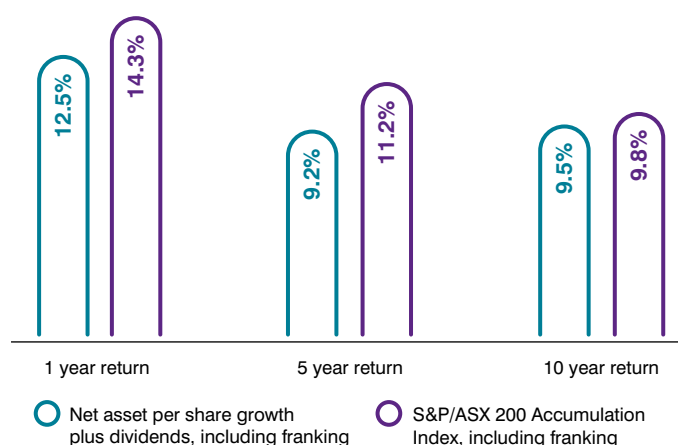 12.5%
14.3%
9.2%
11.2%
9.5%
9.8%
1 year return
5 year return
10 year return
Net asset per share growth
plus dividends, including franking
S&P/ASX 200 Accumulation
Index, including franking